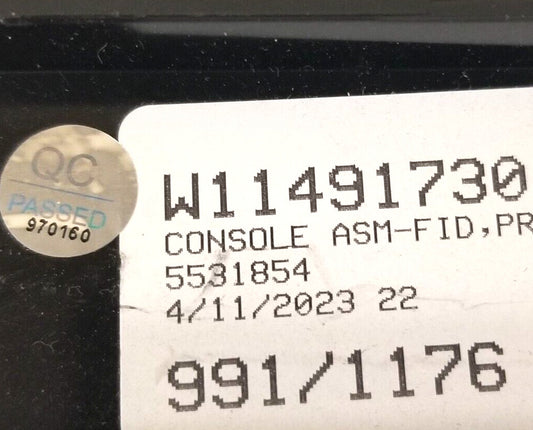 QC
PASSED
970160
W11491730
CONSOLE ASM-FID,PR
5531854
4/11/2023 22
991/1176